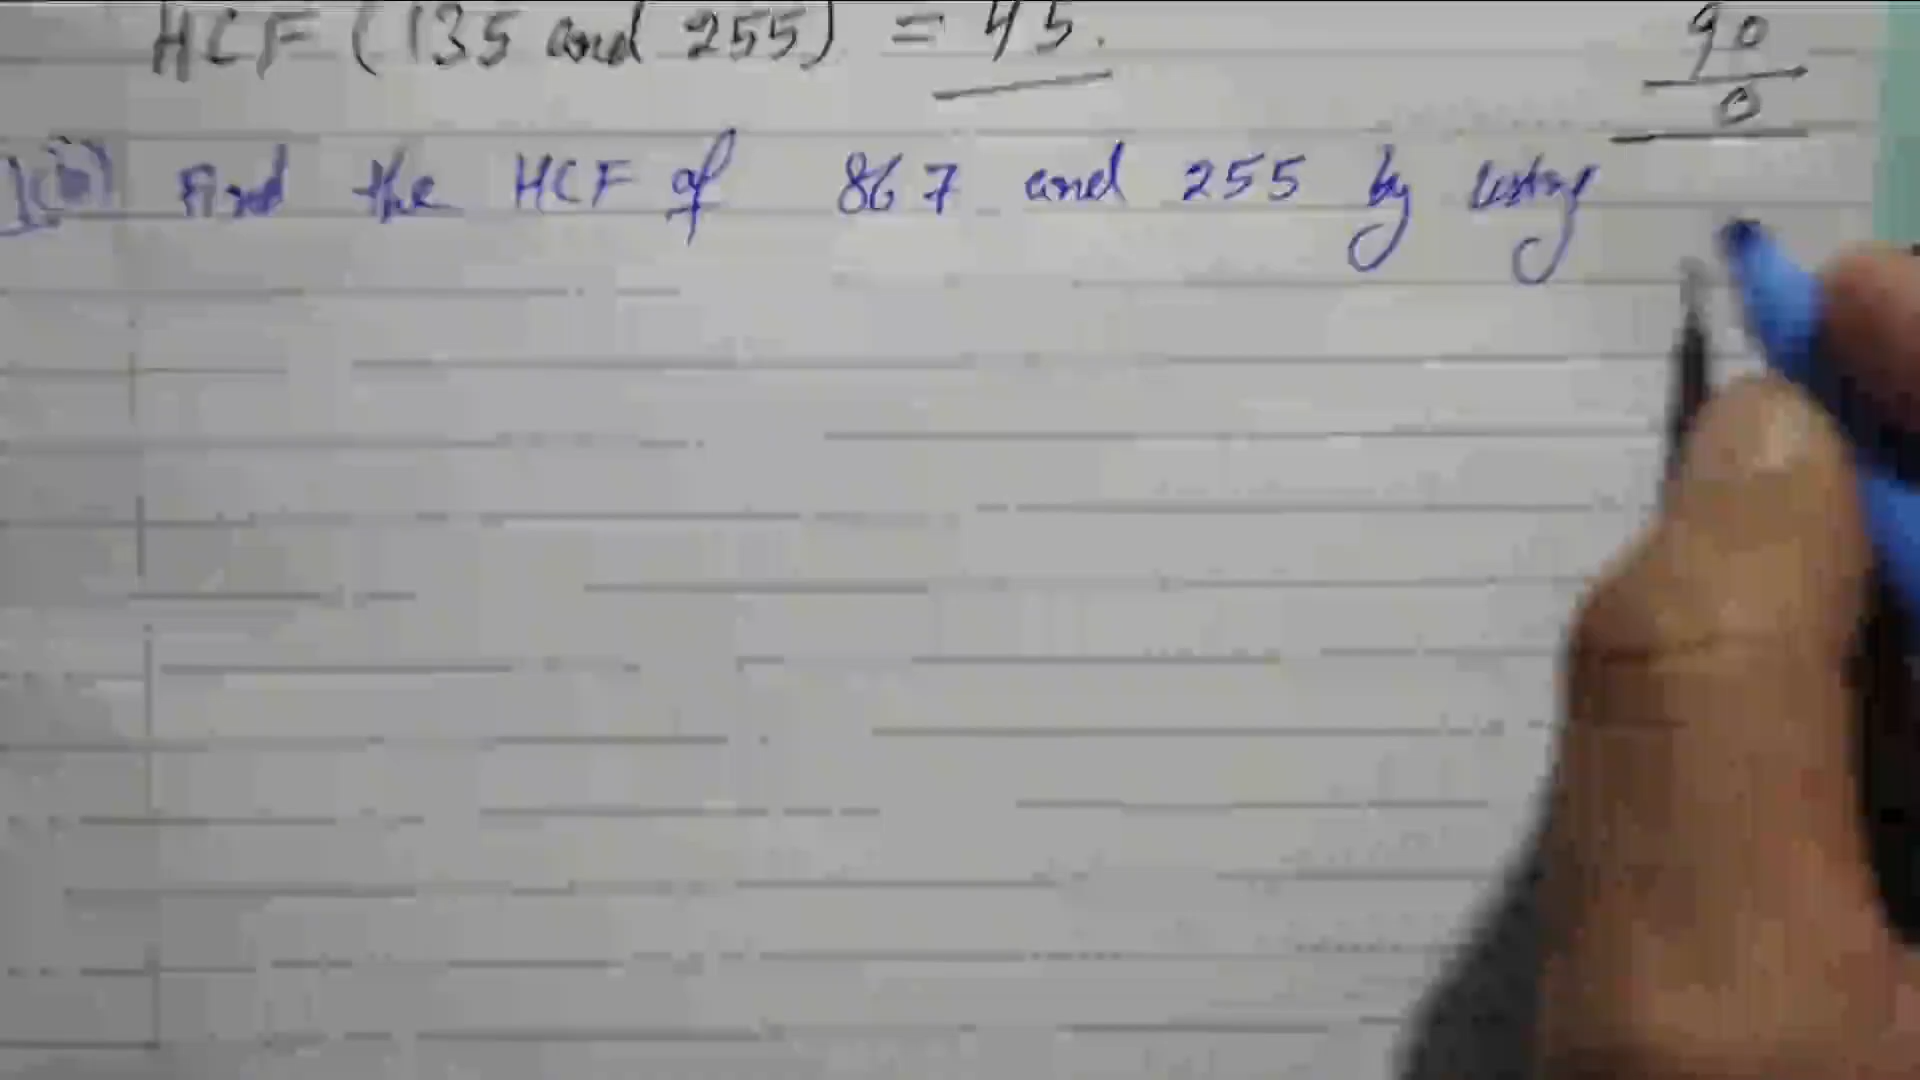 HCF (135 and 255) = 45.
90
0
Find the HCF of 867 and 255 by using